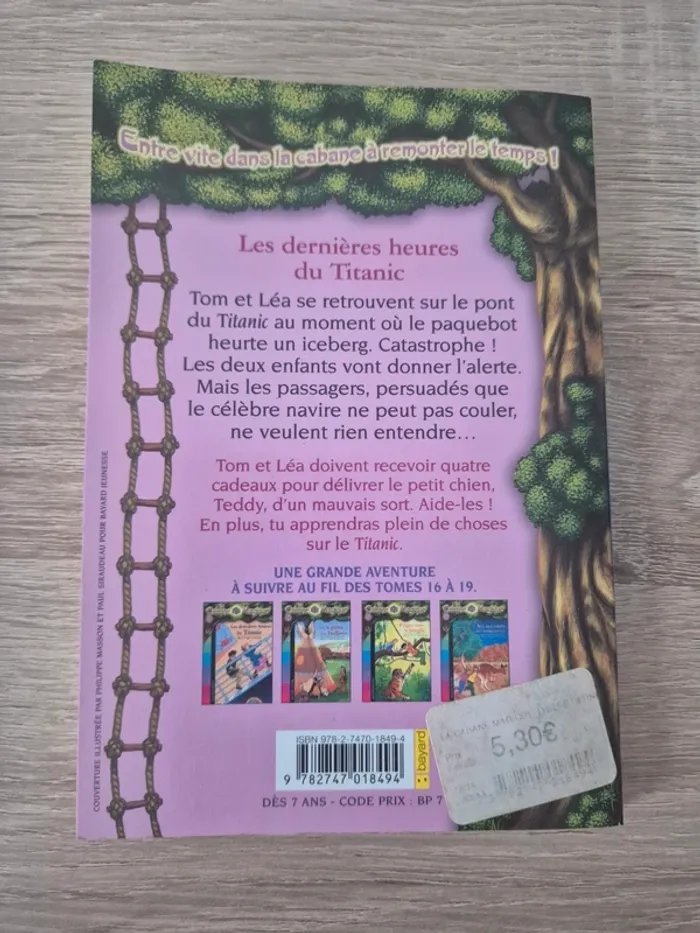 Entre vite dans la cabane à remonter le temps !
Les dernières heures
du Titanic
Tom et Léa se retrouvent sur le pont
du Titanic au moment où le paquebot
heurte un iceberg. Catastrophe !
Les deux enfants vont donner l'alerte.
Mais les passagers, persuadés que
le célèbre navire ne peut pas couler,
ne veulent rien entendre…
Tom et Léa doivent recevoir quatre
cadeaux pour délivrer le petit chien,
Teddy, d'un mauvais sort. Aide-les !
En plus, tu apprendras plein de choses
sur le Titanic.
UNE GRANDE AVENTURE
À SUIVRE AU FIL DES TOMES 16 À 19.
COUVERTURE ILLUSTRÉE PAR PHILIPPE MASSON ET PAUL SIRAUDEAU POUR BAYARD JEUNESSE
ISBN 978-2-7470-1849-4
9 782747 018494
bayard
DÈS 7 ANS - CODE PRIX : BP 7
LA CABANE MAGIQUE
5,30€